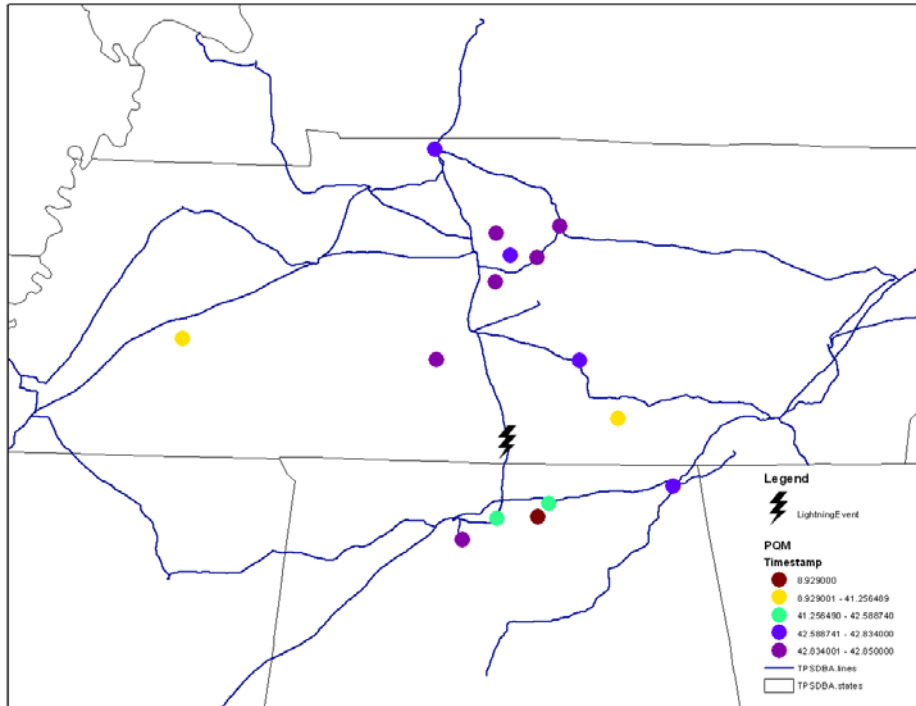 Legend
LightningEvent
PQM
Timestamp
8.929000
8.929001 - 41.256489
41.256490 - 42.588740
42.588741 - 42.834000
42.834001 - 42.850000
TPSDBA.lines
TPSDBA.states